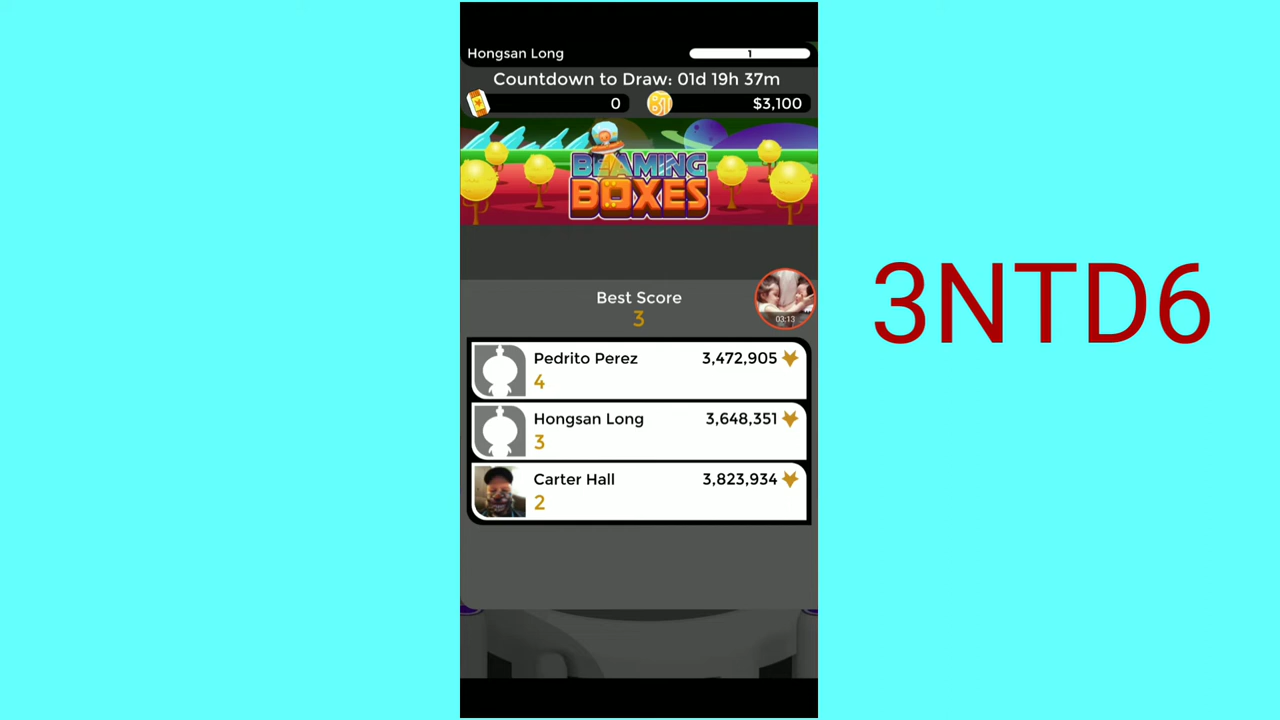 Hongsan Long
1
Countdown to Draw: 01d 19h 37m
0
$3,100
BEAMING
BOXES
Best Score
3
03:13
Pedrito Perez 3,472,905
4
Hongsan Long 3,648,351
3
Carter Hall 3,823,934
2
3NTD6